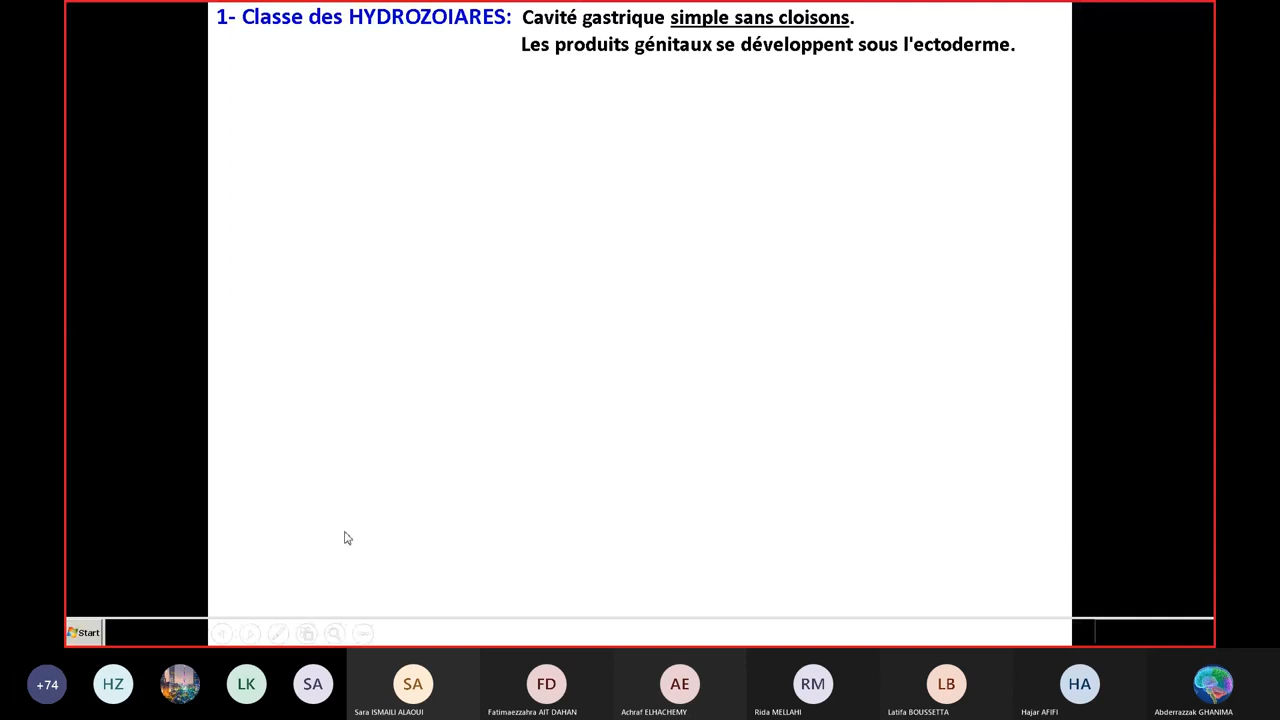 1- Classe des HYDROZOIARES: Cavité gastrique simple sans cloisons.
Les produits génitaux se développent sous l'ectoderme.
Start
+74
HZ
LK
SA
SA
FD
AE
RM
LB
HA
Sara ISMAILI ALAOUI
Fatimaezzahra AIT DAHAN
Achraf ELHACHEMY
Rida MELLAHI
Latifa BOUSSETTA
Hajar AFIFI
Abderrazzak GHANIMA